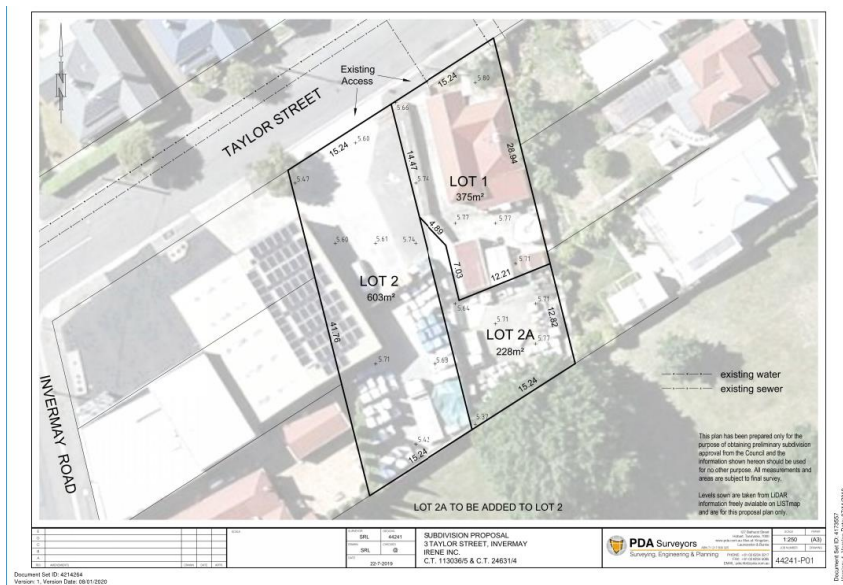 Existing
Access
TAYLOR STREET
15.24
5.80
5.66
15.24
5.68
5.47
14.47
28.94
LOT 1
375m²
5.74
5.77
5.77
4.89
5.60
5.61
5.74
7.03
5.71
12.21
LOT 2
603m²
5.64
5.71
12.82
5.71
LOT 2A
228m²
41.76
5.71
5.69
existing water
existing sewer
15.24
5.37
5.43
15.24
INVERMAY ROAD
This plan has been prepared only for the
purpose of obtaining preliminary subdivision
approval from the Council and the
information shown hereon should be used
for no other purpose. All measurements and
areas are subject to final survey.
Levels sown are taken from LIDAR
information freely available on LISTmap
and are for the proposal plan only.
LOT 2A TO BE ADDED TO LOT 2
SRL
44241
SRL
22-7-2019
SUBDIVISION PROPOSAL
3 TAYLOR STREET, INVERMAY
IRENE INC.
C.T. 113036/5 & C.T. 24631/4
PDA Surveyors
Surveying, Engineering & Planning
1:250
(A3)
44241-P01
Document Set ID: 4214264
Version: 1, Version Date: 08/01/2020
Document Set ID: 4173557